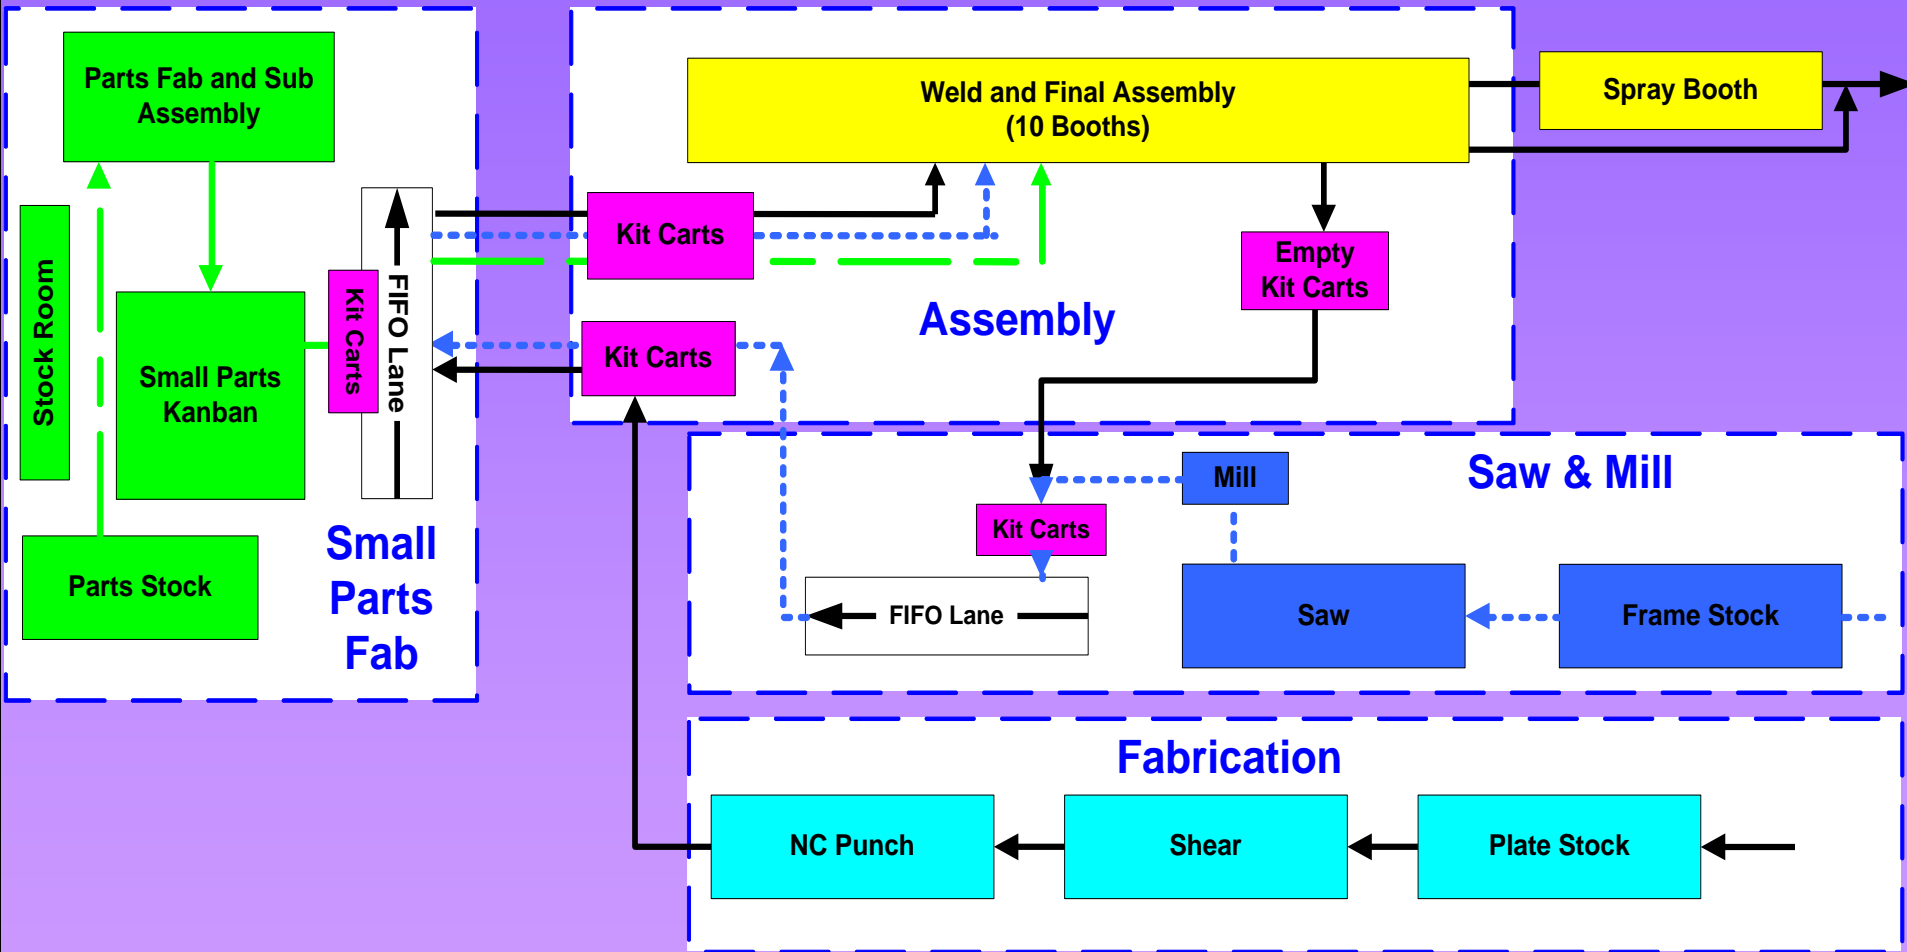 Parts Fab and Sub
Assembly
Stock Room
Small Parts
Kanban
Kit Carts
FIFO Lane
Parts Stock
Small
Parts
Fab
Weld and Final Assembly
(10 Booths)
Spray Booth
Kit Carts
Empty
Kit Carts
Assembly
Kit Carts
Saw & Mill
Mill
Kit Carts
FIFO Lane
Saw
Frame Stock
Fabrication
NC Punch
Shear
Plate Stock